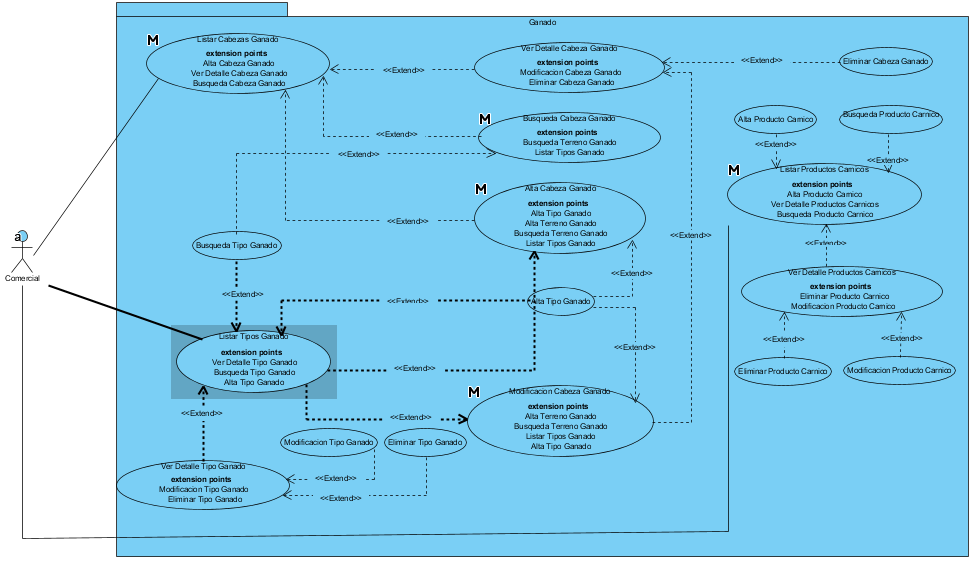 Ganado
M
Listar Cabezas Ganado
extension points
Alta Cabeza Ganado
Ver Detalle Cabeza Ganado
Busqueda Cabeza Ganado
<<Extend>>
Ver Detalle Cabeza Ganado
extension points
Modificacion Cabeza Ganado
Eliminar Cabeza Ganado
<<Extend>>
Eliminar Cabeza Ganado
M
Busqueda Cabeza Ganado
extension points
Busqueda Terreno Ganado
Listar Tipos Ganado
<<Extend>>
<<Extend>>
Alta Producto Carnico
Busqueda Producto Carnico
<<Extend>>
<<Extend>>
M
Listar Productos Carnicos
extension points
Alta Producto Carnico
Ver Detalle Productos Carnicos
Busqueda Producto Carnico
M
Alta Cabeza Ganado
extension points
Alta Tipo Ganado
Alta Terreno Ganado
Busqueda Terreno Ganado
Listar Tipos Ganado
<<Extend>>
<<Extend>>
<<Extend>>
a
Comercial
Busqueda Tipo Ganado
<<Extend>>
<<Extend>>
Ver Detalle Productos Carnicos
extension points
Eliminar Producto Carnico
Modificacion Producto Carnico
<<Extend>>
<<Extend>>
Alta Tipo Ganado
Listar Tipos Ganado
extension points
Ver Detalle Tipo Ganado
Busqueda Tipo Ganado
Alta Tipo Ganado
<<Extend>>
<<Extend>>
<<Extend>>
<<Extend>>
Eliminar Producto Carnico
Modificacion Producto Carnico
M
Modificacion Cabeza Ganado
extension points
Alta Terreno Ganado
Busqueda Terreno Ganado
Listar Tipos Ganado
Alta Tipo Ganado
<<Extend>>
<<Extend>>
Modificacion Tipo Ganado
Eliminar Tipo Ganado
Ver Detalle Tipo Ganado
extension points
Modificacion Tipo Ganado
Eliminar Tipo Ganado
<<Extend>>
<<Extend>>